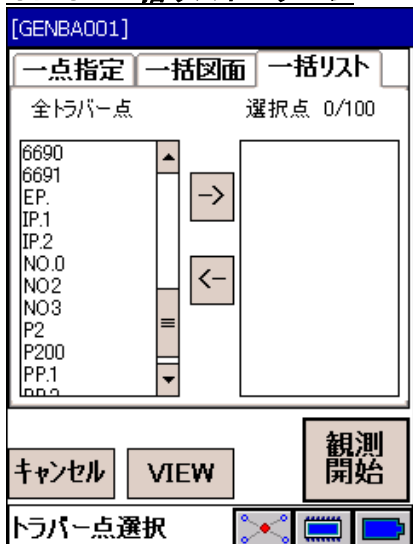 [GENBA001]
一点指定 一括図面 一括リスト
全トラバー点 選択点 0/100
6690
6691
EP.
IP.1
IP.2
NO.0
NO2
NO3
P2
P200
PP.1
->
<-
キャンセル VIEW 観測
開始
トラバー点選択